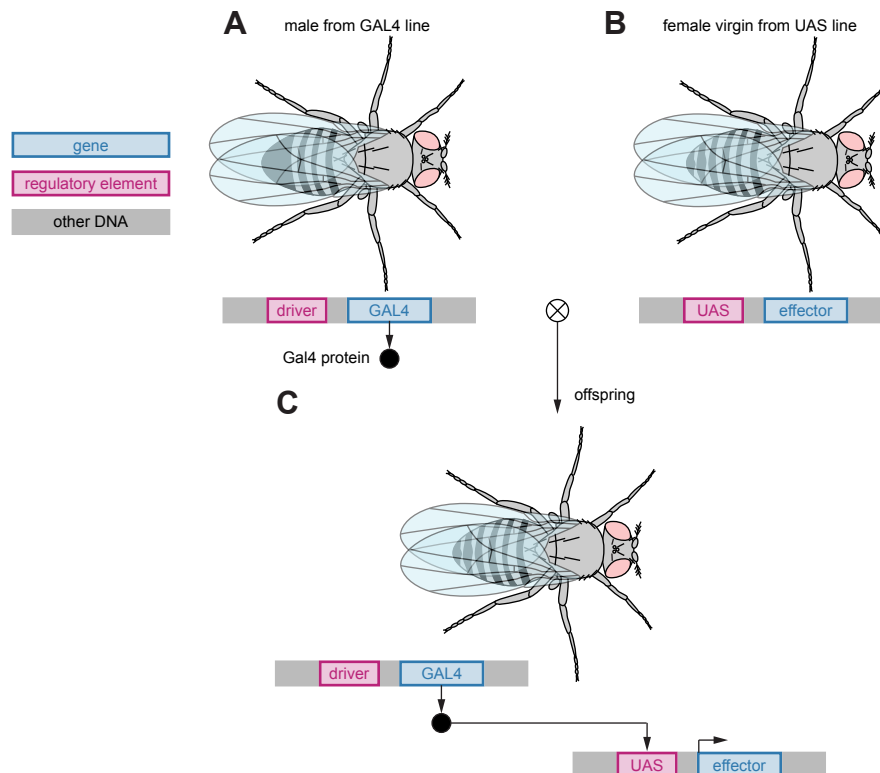 A
male from GAL4 line
B
female virgin from UAS line
gene
regulatory element
other DNA
driver
GAL4
UAS
effector
Gal4 protein
C
offspring
driver
GAL4
UAS
effector